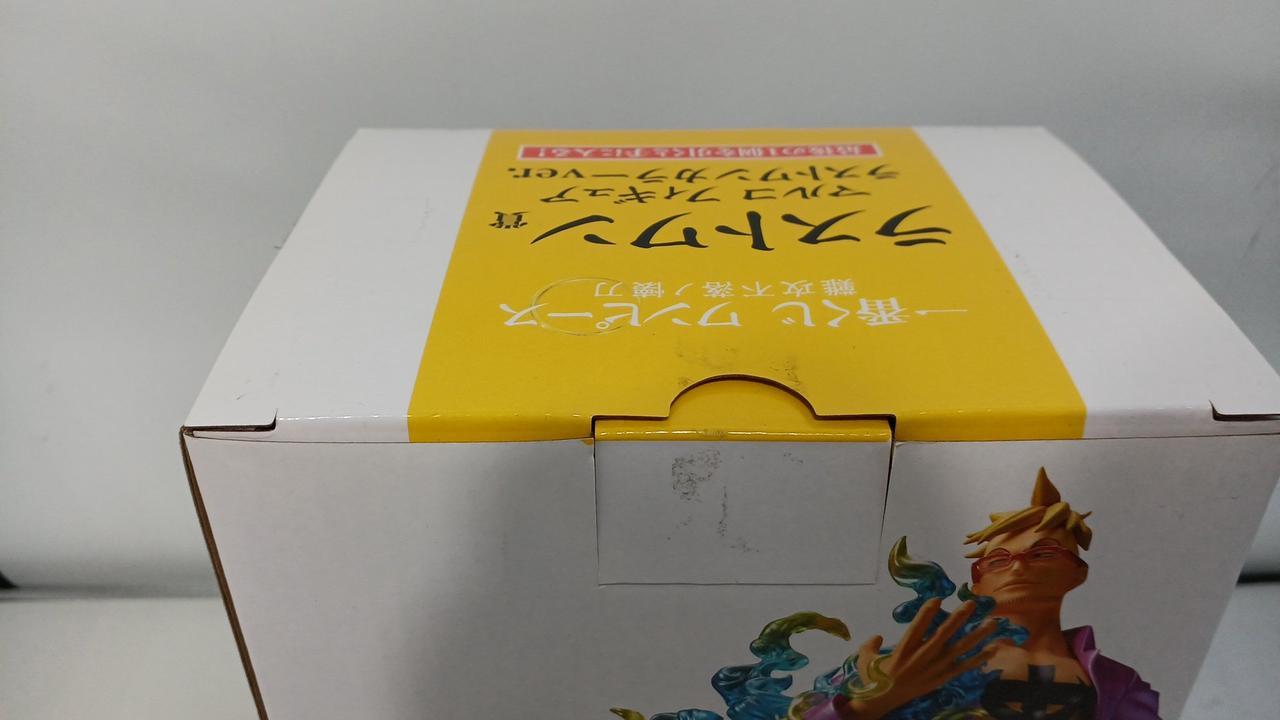 一番くじ ワンピース
難攻不落ノ懐刀
ラストワン賞
マルコ フィギュア
ラストワンカラーver.
最後の1個を引くと手に入る!